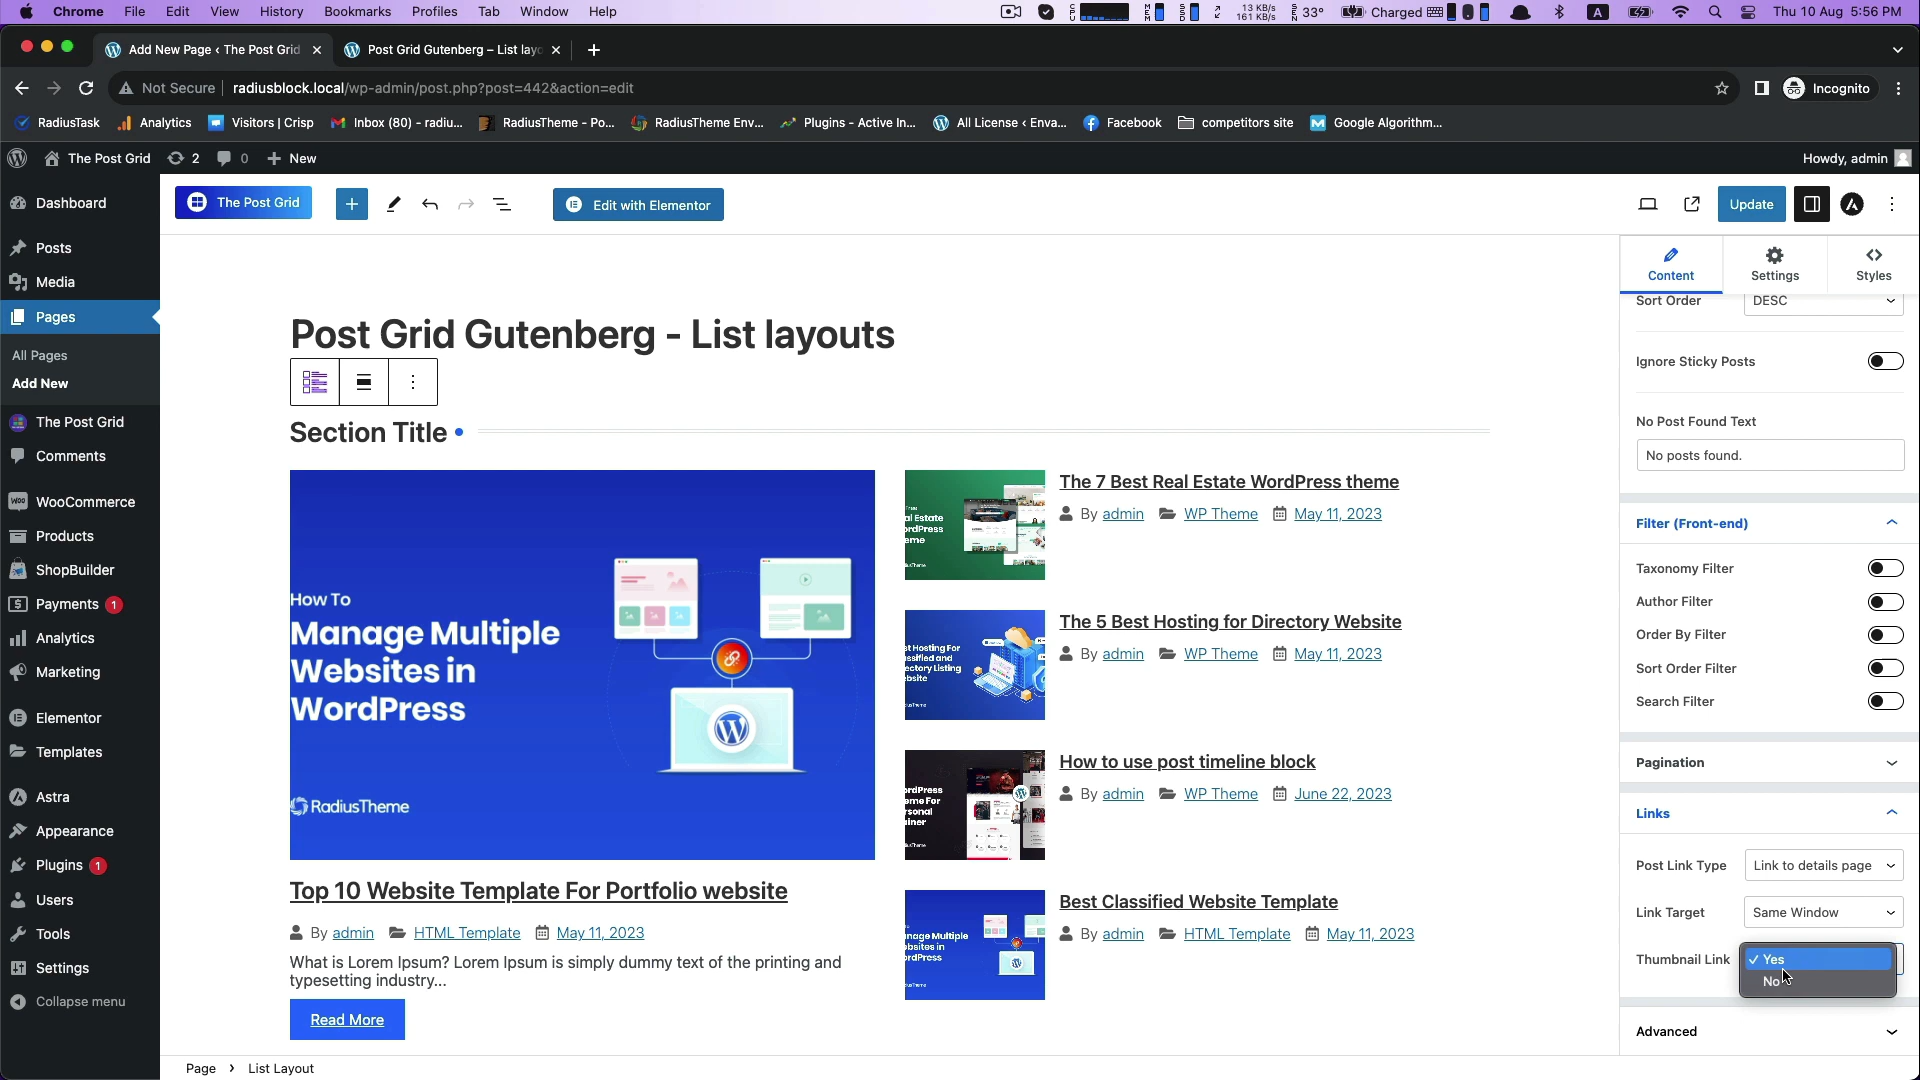 Chrome File Edit View History Bookmarks Profiles Tab Window Help 13 KB/s 161 KB/s 33° Charged A Thu 10 Aug 5:56 PM
Add New Page ‹ The Post Grid Post Grid Gutenberg – List layo
Not Secure radiusblock.local/wp-admin/post.php?post=442&action=edit Incognito
RadiusTask Analytics Visitors | Crisp Inbox (80) - radiu... RadiusTheme - Po... RadiusTheme Env... Plugins - Active In... All License ‹ Enva... Facebook competitors site Google Algorithm...
The Post Grid 2 0 New Howdy, admin
The Post Grid Edit with Elementor Update
Dashboard
Posts
Media
Pages
All Pages
Add New
The Post Grid
Comments
WooCommerce
Products
ShopBuilder
Payments 1
Analytics
Marketing
Elementor
Templates
Astra
Appearance
Plugins 1
Users
Tools
Settings
Collapse menu
Post Grid Gutenberg - List layouts
Section Title
How To
Manage Multiple
Websites in
WordPress
RadiusTheme
Top 10 Website Template For Portfolio website
By admin HTML Template May 11, 2023
What is Lorem Ipsum? Lorem Ipsum is simply dummy text of the printing and
typesetting industry...
Read More
The 7 Best Real Estate WordPress theme
By admin WP Theme May 11, 2023
The 5 Best Hosting for Directory Website
By admin WP Theme May 11, 2023
How to use post timeline block
By admin WP Theme June 22, 2023
Best Classified Website Template
By admin HTML Template May 11, 2023
Content Settings Styles
Sort Order DESC
Ignore Sticky Posts
No Post Found Text
No posts found.
Filter (Front-end)
Taxonomy Filter
Author Filter
Order By Filter
Sort Order Filter
Search Filter
Pagination
Links
Post Link Type Link to details page
Link Target Same Window
Thumbnail Link ✓ Yes
No
Advanced
Page › List Layout